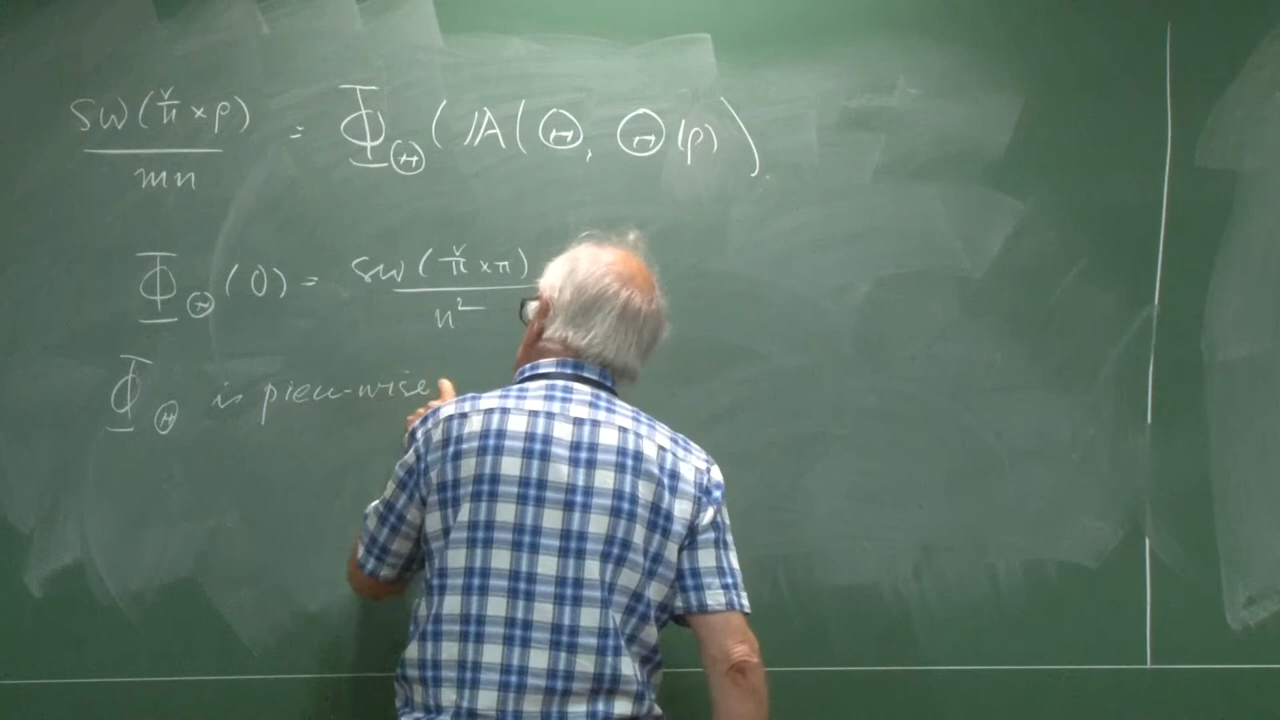 sw(π̌×ρ) / mn = Φ_Θ(A(Θ, Θ(ρ)).
Φ_Θ(0) = sw(π̌×π) / n²
Φ_Θ is piece-wise